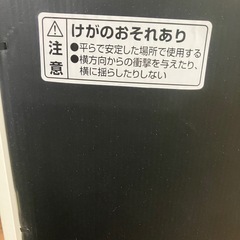 注意
けがのおそれあり
●平らで安定した場所で使用する
●横方向からの衝撃を与えたり、
横に揺らしたりしない